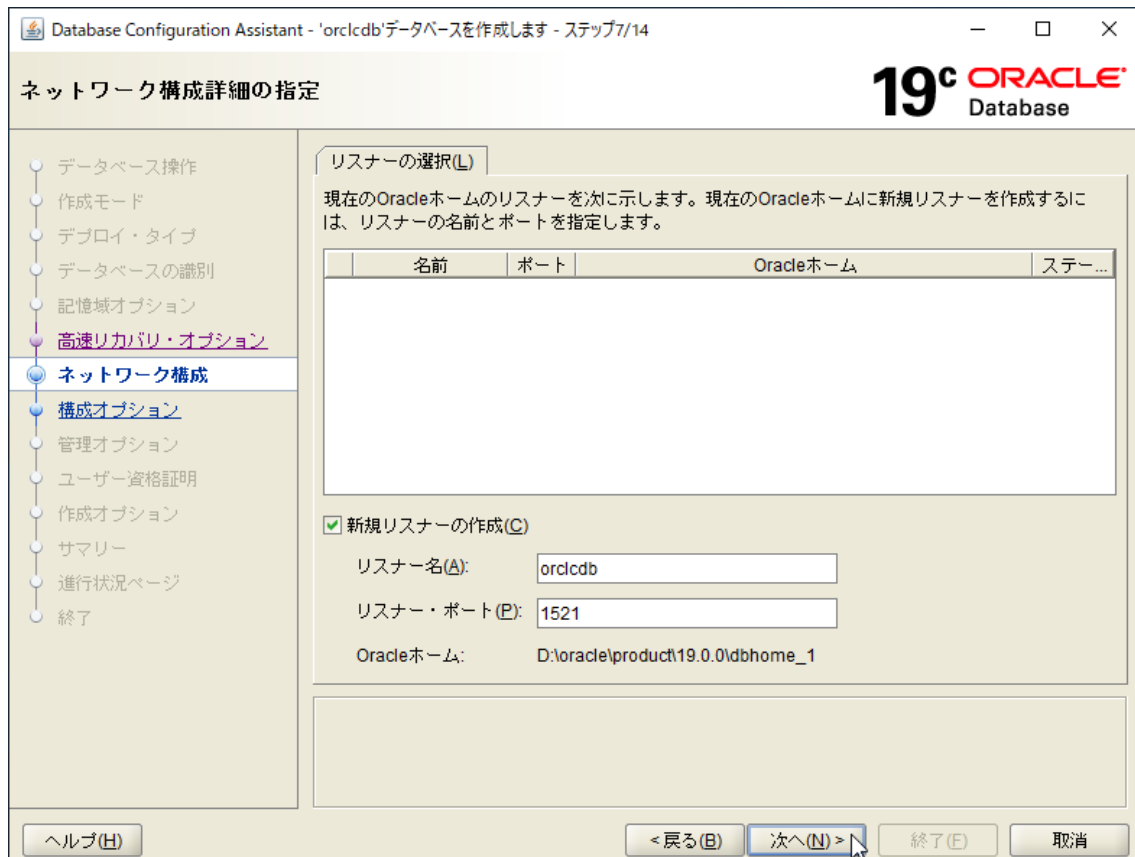 Database Configuration Assistant - 'orclcdb'データベースを作成します - ステップ7/14
ネットワーク構成詳細の指定
19c ORACLE
Database
データベース操作
作成モード
デプロイ・タイプ
データベースの識別
記憶域オプション
高速リカバリ・オプション
ネットワーク構成
構成オプション
管理オプション
ユーザー資格証明
作成オプション
サマリー
進行状況ページ
終了
リスナーの選択(L)
現在のOracleホームのリスナーを次に示します。現在のOracleホームに新規リスナーを作成するに
は、リスナーの名前とポートを指定します。
名前 ポート Oracleホーム ステー...
新規リスナーの作成(C)
リスナー名(A): orclcdb
リスナー・ポート(P): 1521
Oracleホーム: D:\oracle\product\19.0.0\dbhome_1
ヘルプ(H) <戻る(B) 次へ(N)> 終了(F) 取消